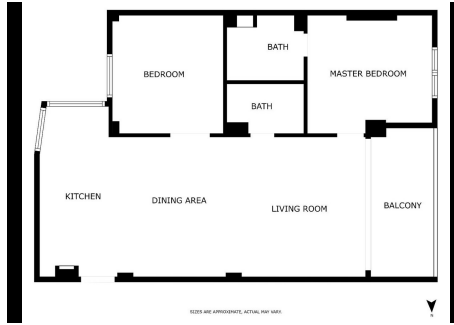 BATH
BEDROOM
MASTER BEDROOM
BATH
KITCHEN
DINING AREA
LIVING ROOM
BALCONY
SIZES ARE APPROXIMATE, ACTUAL MAY VARY.
N